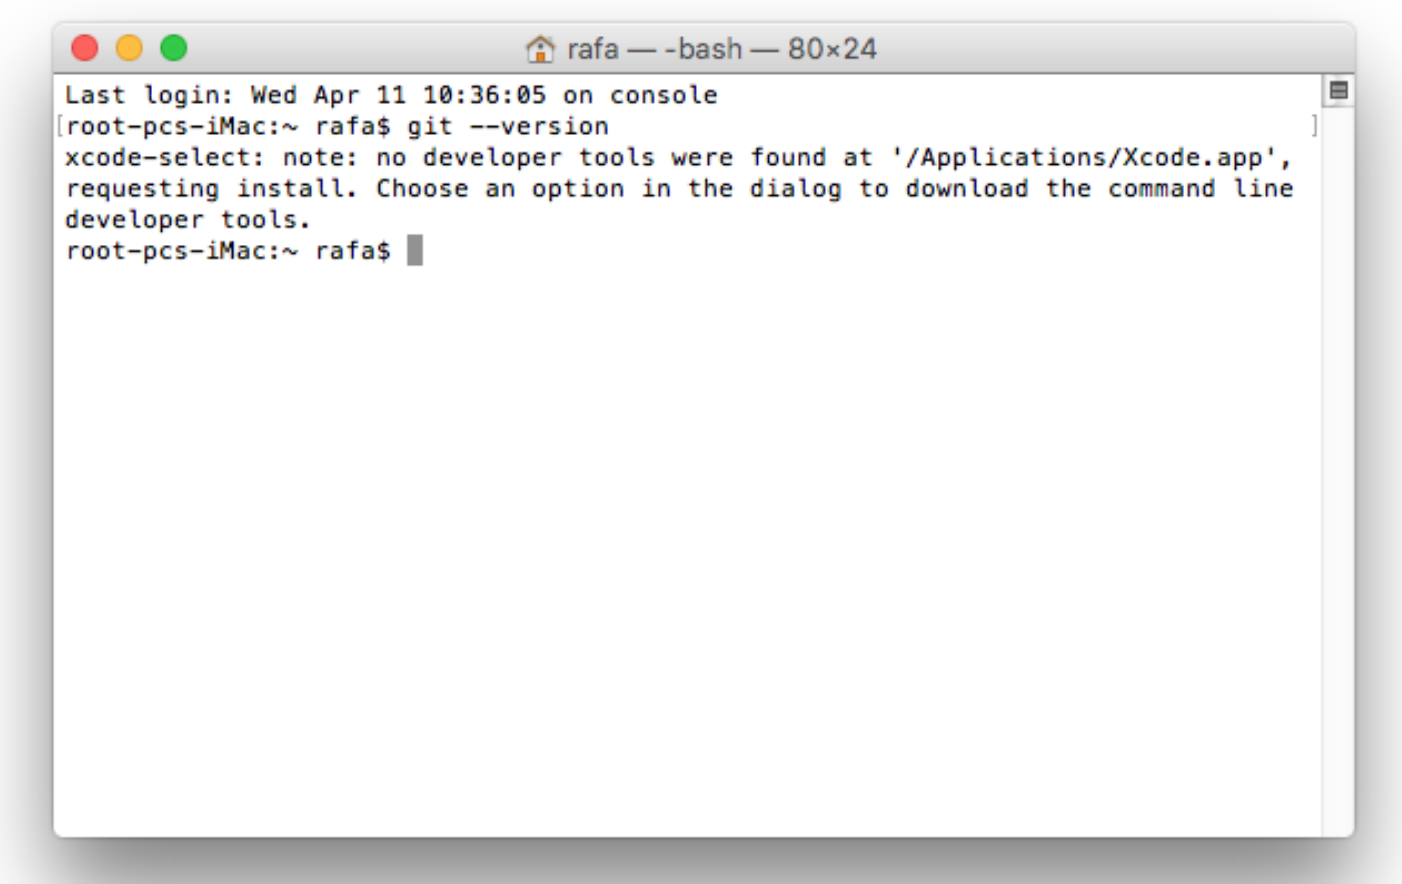 rafa — -bash — 80×24
Last login: Wed Apr 11 10:36:05 on console
[root-pcs-iMac:~ rafa$ git --version ]
xcode-select: note: no developer tools were found at '/Applications/Xcode.app',
requesting install. Choose an option in the dialog to download the command line
developer tools.
root-pcs-iMac:~ rafa$